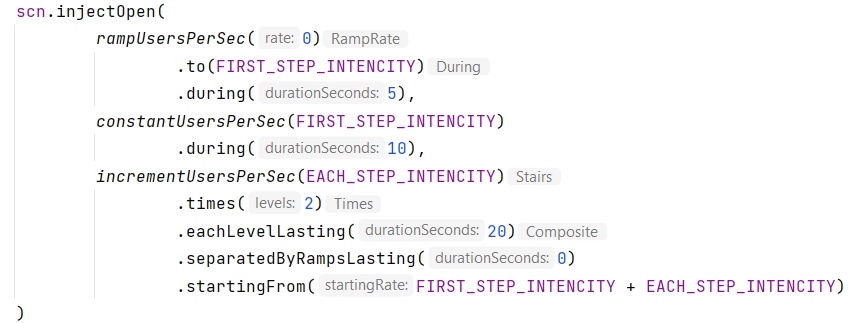 scn.injectOpen(
rampUsersPerSec( rate: 0) RampRate
.to(FIRST_STEP_INTENCITY) During
.during( durationSeconds: 5),
constantUsersPerSec(FIRST_STEP_INTENCITY)
.during( durationSeconds: 10),
incrementUsersPerSec(EACH_STEP_INTENCITY) Stairs
.times( levels: 2) Times
.eachLevelLasting( durationSeconds: 20) Composite
.separatedByRampsLasting( durationSeconds: 0)
.startingFrom( startingRate: FIRST_STEP_INTENCITY + EACH_STEP_INTENCITY)
)